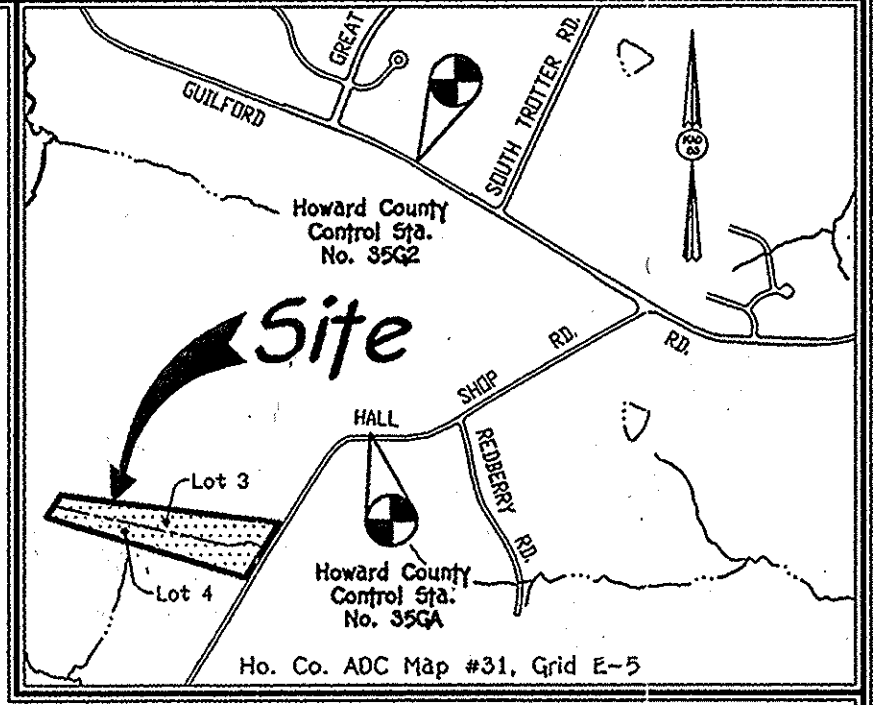 GREAT
GUILFORD
SOUTH TROTTER RD.
Howard County
Control Sta.
No. 35G2
Site
SHOP
RD.
RD.
HALL
REDBERRY RD.
Lot 3
Lot 4
Howard County
Control Sta.
No. 35GA
Ho. Co. ADC Map #31, Grid E-5